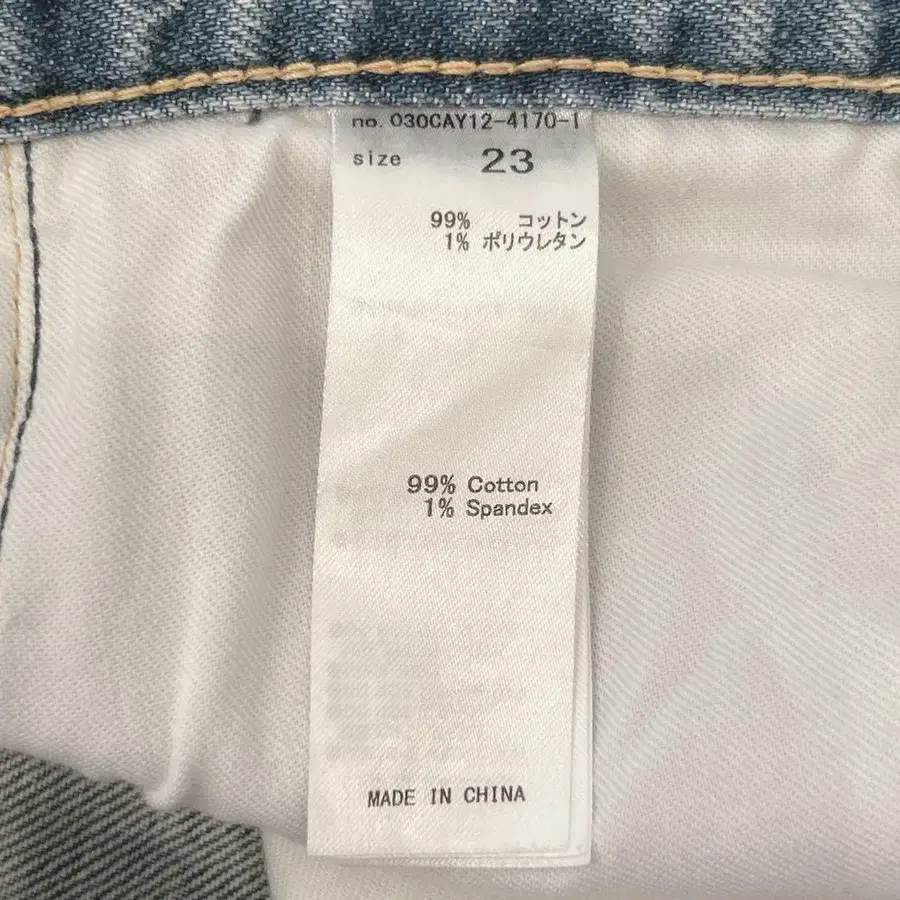 no. 030CAY12-4170-1
size 23
99% コットン
1% ポリウレタン
99% Cotton
1% Spandex
MADE IN CHINA